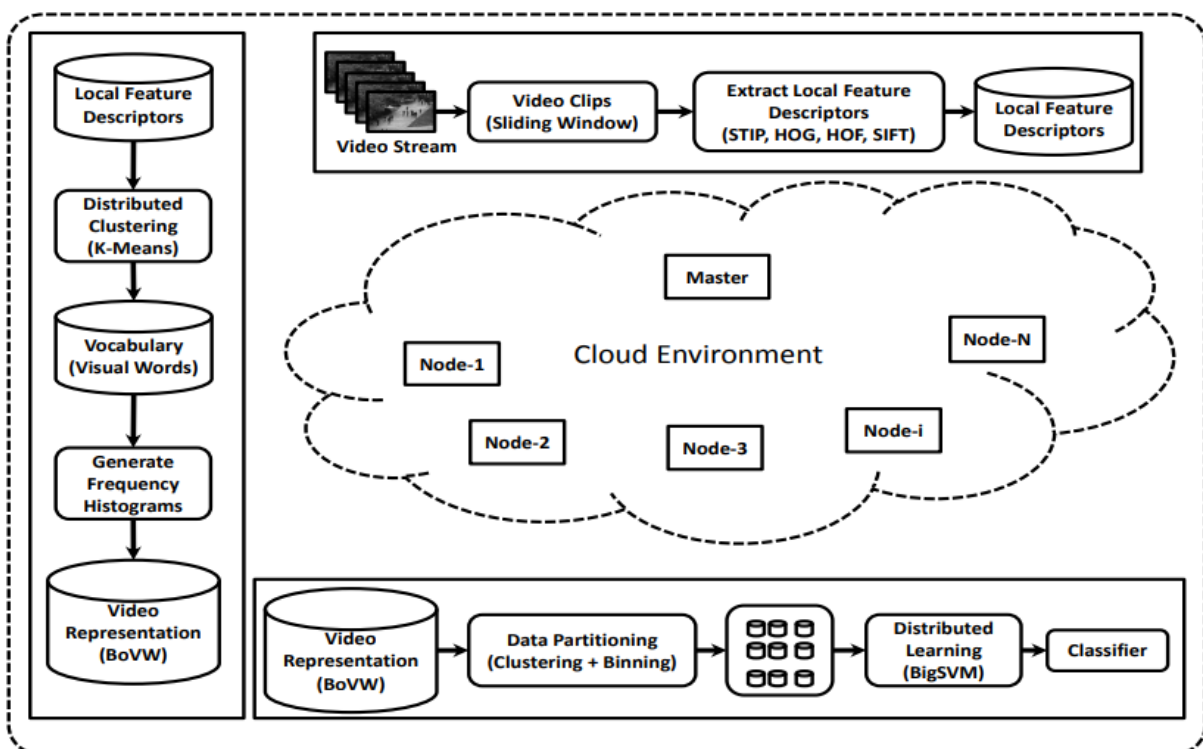 Local Feature
Descriptors
Distributed
Clustering
(K-Means)
Vocabulary
(Visual Words)
Generate
Frequency
Histograms
Video
Representation
(BoVW)
Video Stream
Video Clips
(Sliding Window)
Extract Local Feature
Descriptors
(STIP, HOG, HOF, SIFT)
Local Feature
Descriptors
Master
Cloud Environment
Node-1
Node-2
Node-3
Node-i
Node-N
Video
Representation
(BoVW)
Data Partitioning
(Clustering + Binning)
Distributed
Learning
(BigSVM)
Classifier